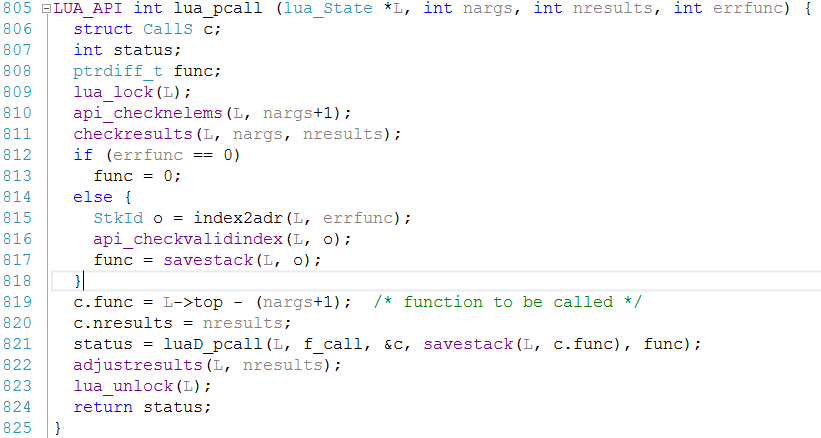 805 LUA_API int lua_pcall (lua_State *L, int nargs, int nresults, int errfunc) {
806   struct CallS c;
807   int status;
808   ptrdiff_t func;
809   lua_lock(L);
810   api_checknelems(L, nargs+1);
811   checkresults(L, nargs, nresults);
812   if (errfunc == 0)
813     func = 0;
814   else {
815     StkId o = index2adr(L, errfunc);
816     api_checkvalidindex(L, o);
817     func = savestack(L, o);
818   }
819   c.func = L->top - (nargs+1);  /* function to be called */
820   c.nresults = nresults;
821   status = luaD_pcall(L, f_call, &c, savestack(L, c.func), func);
822   adjustresults(L, nresults);
823   lua_unlock(L);
824   return status;
825 }